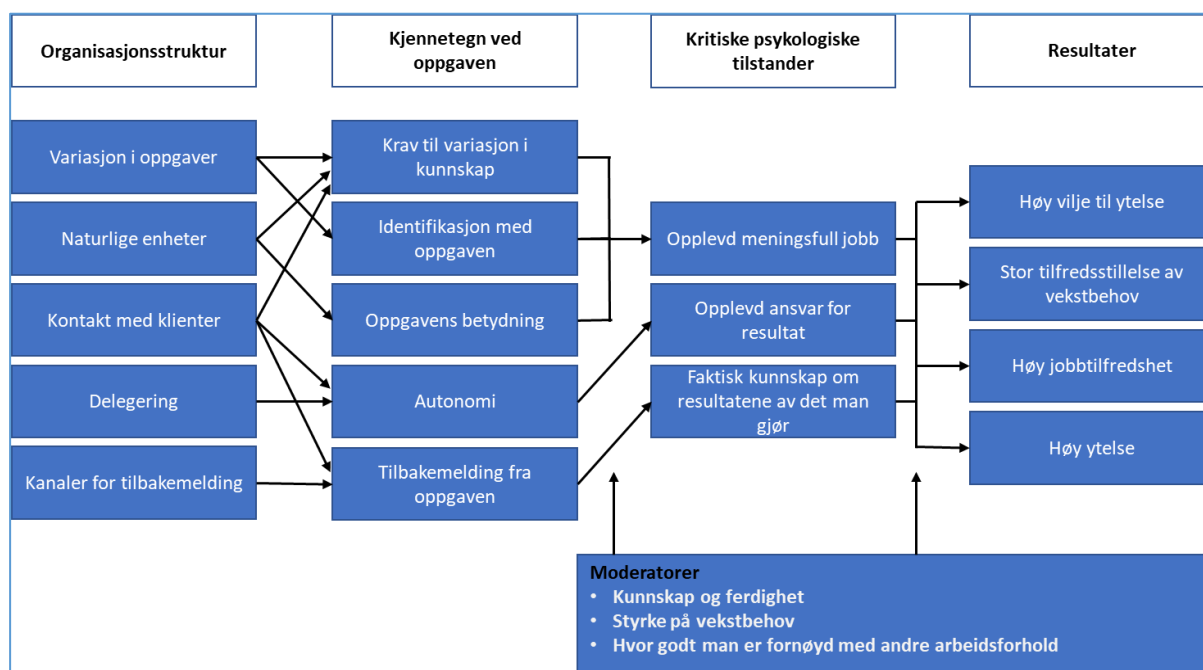 Organisasjonsstruktur
Kjennetegn ved
oppgaven
Kritiske psykologiske
tilstander
Resultater
Variasjon i oppgaver
Naturlige enheter
Kontakt med klienter
Delegering
Kanaler for tilbakemelding
Krav til variasjon i
kunnskap
Identifikasjon med
oppgaven
Oppgavens betydning
Autonomi
Tilbakemelding fra
oppgaven
Opplevd meningsfull jobb
Opplevd ansvar for
resultat
Faktisk kunnskap om
resultatene av det man
gjør
Høy vilje til ytelse
Stor tilfredsstillelse av
vekstbehov
Høy jobbtilfredshet
Høy ytelse
Moderatorer
• Kunnskap og ferdighet
• Styrke på vekstbehov
• Hvor godt man er fornøyd med andre arbeidsforhold